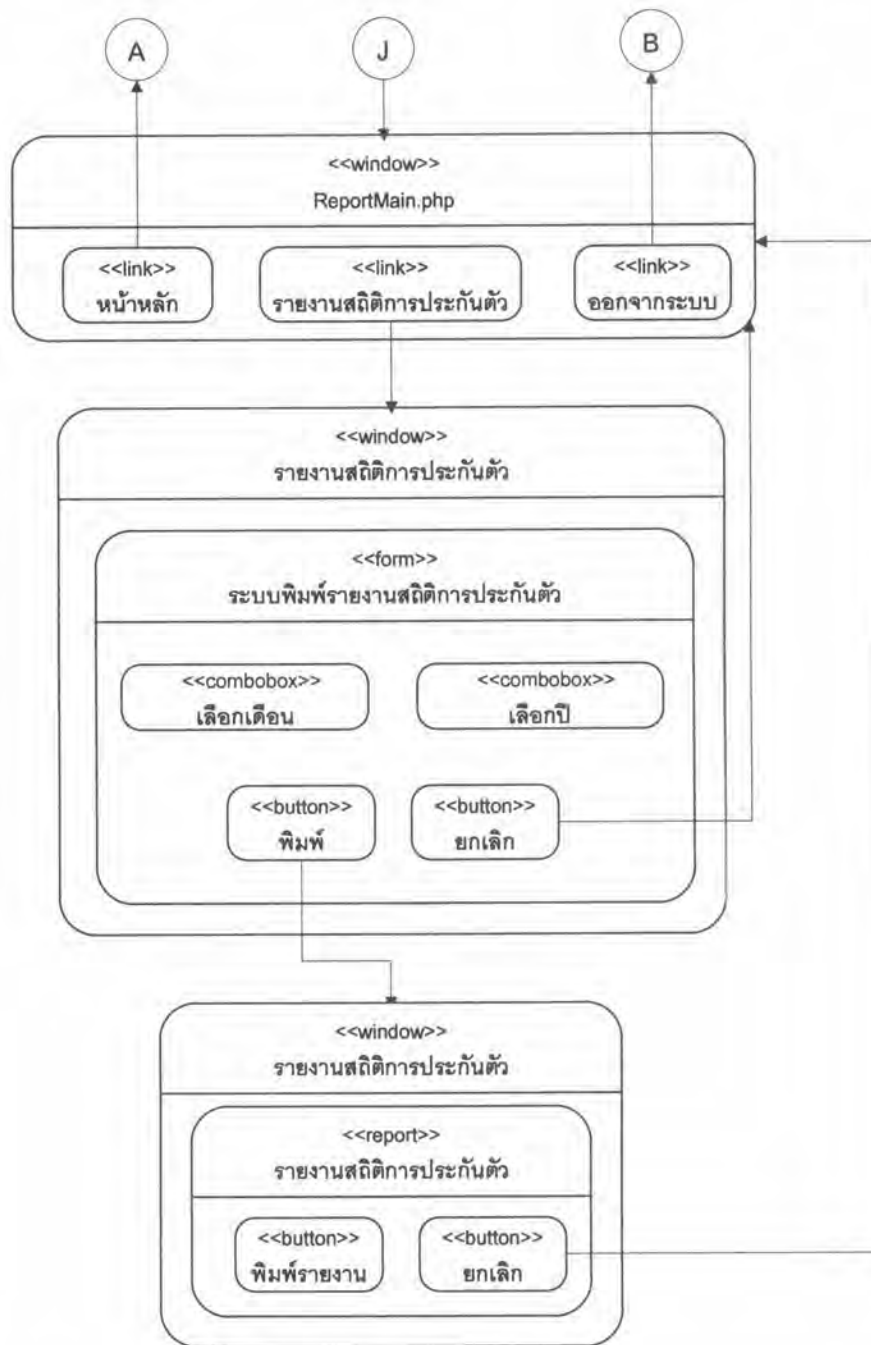 A
J
B
<<window>>
ReportMain.php
<<link>>
หน้าหลัก
<<link>>
รายงานสถิติการประกันตัว
<<link>>
ออกจากระบบ
<<window>>
รายงานสถิติการประกันตัว
<<form>>
ระบบพิมพ์รายงานสถิติการประกันตัว
<<combobox>>
เลือกเดือน
<<combobox>>
เลือกปี
<<button>>
พิมพ์
<<button>>
ยกเลิก
<<window>>
รายงานสถิติการประกันตัว
<<report>>
รายงานสถิติการประกันตัว
<<button>>
พิมพ์รายงาน
<<button>>
ยกเลิก